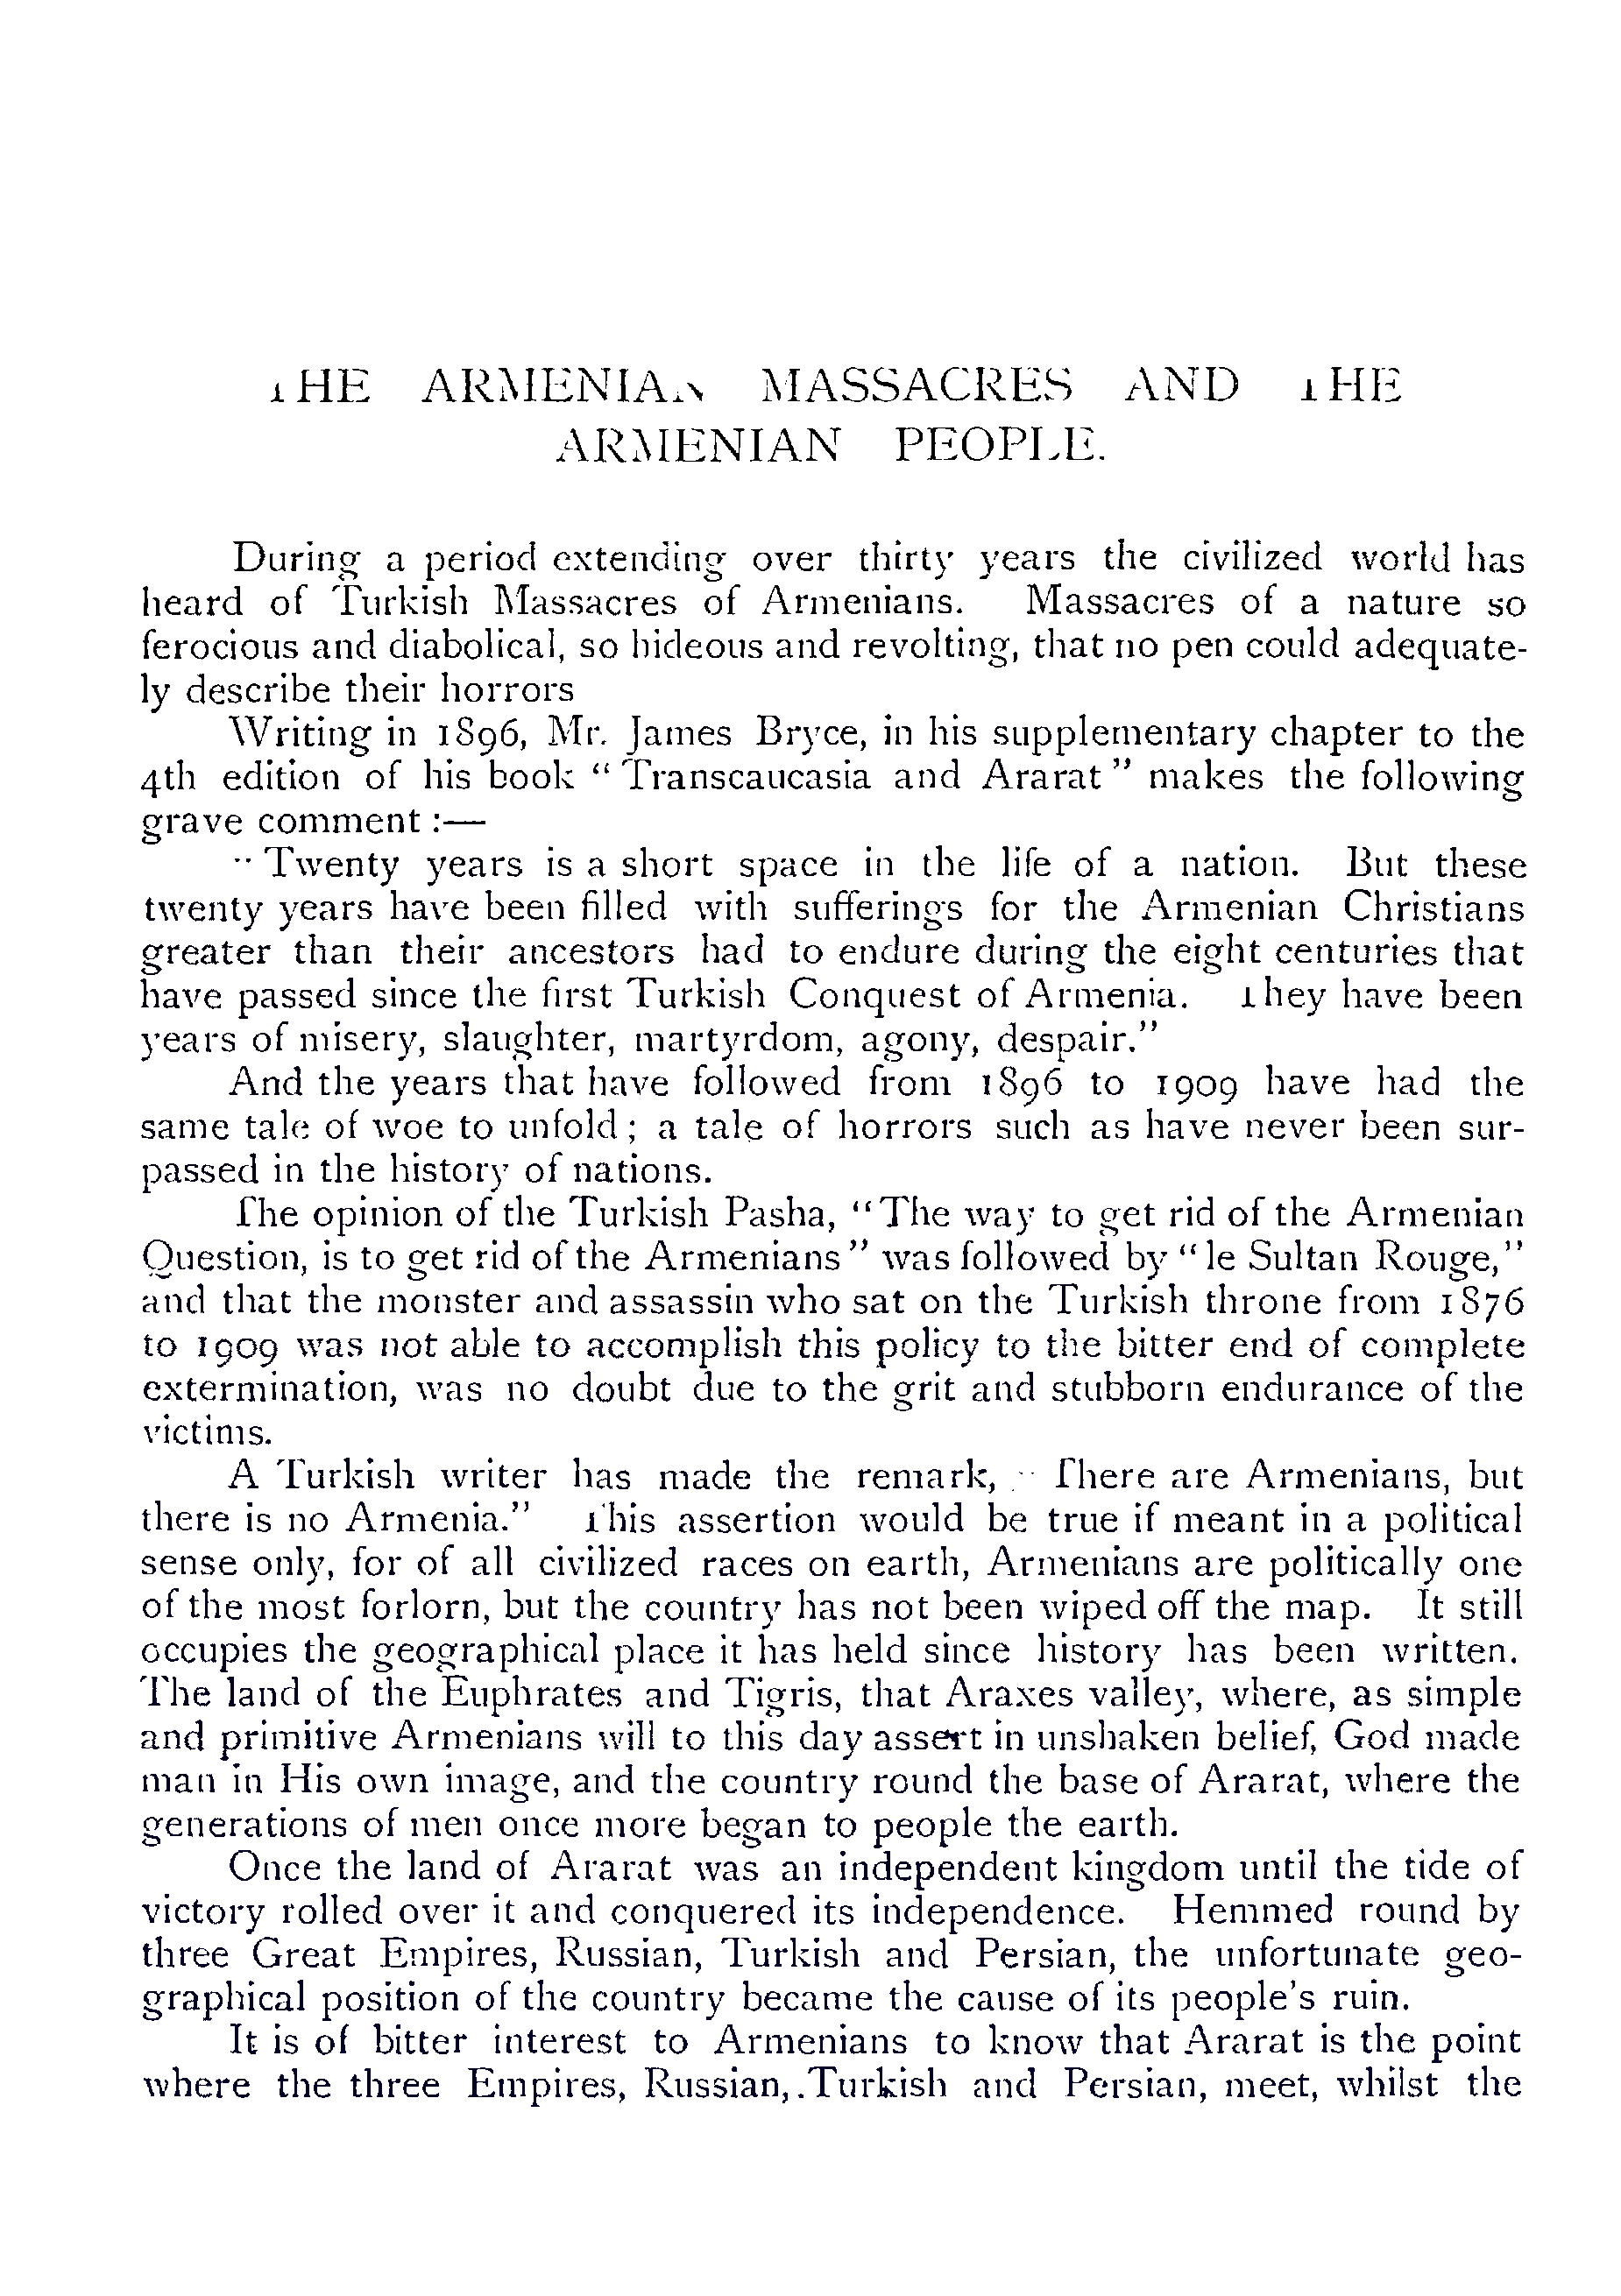 THE ARMENIAN MASSACRES AND THE
ARMENIAN PEOPLE.
During a period extending over thirty years the civilized world has
heard of Turkish Massacres of Armenians. Massacres of a nature so
ferocious and diabolical, so hideous and revolting, that no pen could adequate-
ly describe their horrors
Writing in 1896, Mr. James Bryce, in his supplementary chapter to the
4th edition of his book “Transcaucasia and Ararat” makes the following
grave comment :—
“Twenty years is a short space in the life of a nation. But these
twenty years have been filled with sufferings for the Armenian Christians
greater than their ancestors had to endure during the eight centuries that
have passed since the first Turkish Conquest of Armenia. They have been
years of misery, slaughter, martyrdom, agony, despair.”
And the years that have followed from 1896 to 1909 have had the
same tale of woe to unfold ; a tale of horrors such as have never been sur-
passed in the history of nations.
The opinion of the Turkish Pasha, “The way to get rid of the Armenian
Question, is to get rid of the Armenians” was followed by “le Sultan Rouge,”
and that the monster and assassin who sat on the Turkish throne from 1876
to 1909 was not able to accomplish this policy to the bitter end of complete
extermination, was no doubt due to the grit and stubborn endurance of the
victims.
A Turkish writer has made the remark, “There are Armenians, but
there is no Armenia.” This assertion would be true if meant in a political
sense only, for of all civilized races on earth, Armenians are politically one
of the most forlorn, but the country has not been wiped off the map. It still
occupies the geographical place it has held since history has been written.
The land of the Euphrates and Tigris, that Araxes valley, where, as simple
and primitive Armenians will to this day assert in unshaken belief, God made
man in His own image, and the country round the base of Ararat, where the
generations of men once more began to people the earth.
Once the land of Ararat was an independent kingdom until the tide of
victory rolled over it and conquered its independence. Hemmed round by
three Great Empires, Russian, Turkish and Persian, the unfortunate geo-
graphical position of the country became the cause of its people’s ruin.
It is of bitter interest to Armenians to know that Ararat is the point
where the three Empires, Russian, Turkish and Persian, meet, whilst the